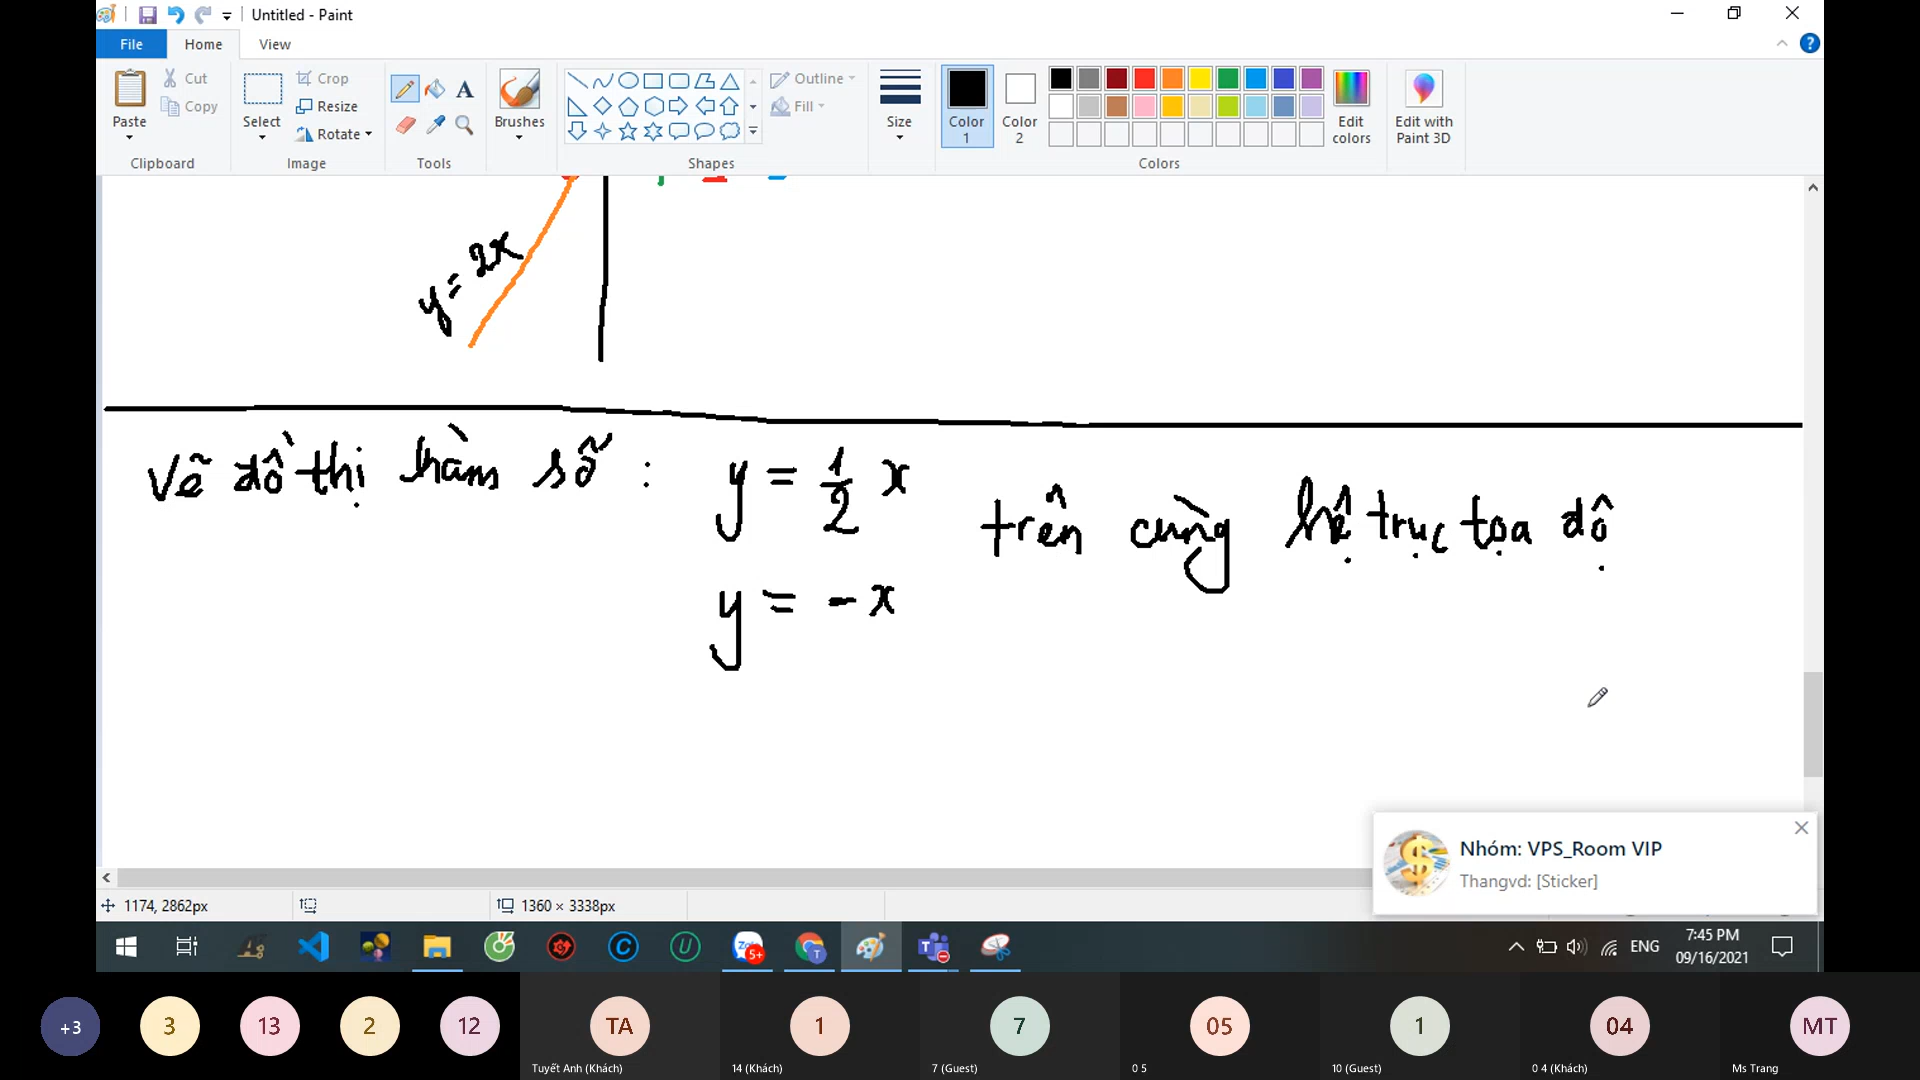 Untitled - Paint
File Home View
Paste
Cut
Copy
Clipboard
Select
Crop
Resize
Rotate
Image
Tools
Brushes
Shapes
Outline
Fill
Size
Color 1
Color 2
Colors
Edit colors
Edit with Paint 3D
y = 2x
Vẽ đồ thị hàm số : y = 1/2 x trên cùng hệ trục tọa độ
y = - x
Nhóm: VPS_Room VIP
Thangvd: [Sticker]
1174, 2862px
1360 × 3338px
5+
T
ENG
7:45 PM
09/16/2021
+3 3 13 2 12 TA 1 7 05 1 04 MT
Tuyết Anh (Khách) 14 (Khách) 7 (Guest) 0 5 10 (Guest) 0 4 (Khách) Ms Trang